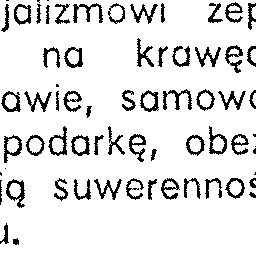 jalizmowi zep
na krawęd
awie, samowo
podarkę, obez
ją suwerennoś
u.